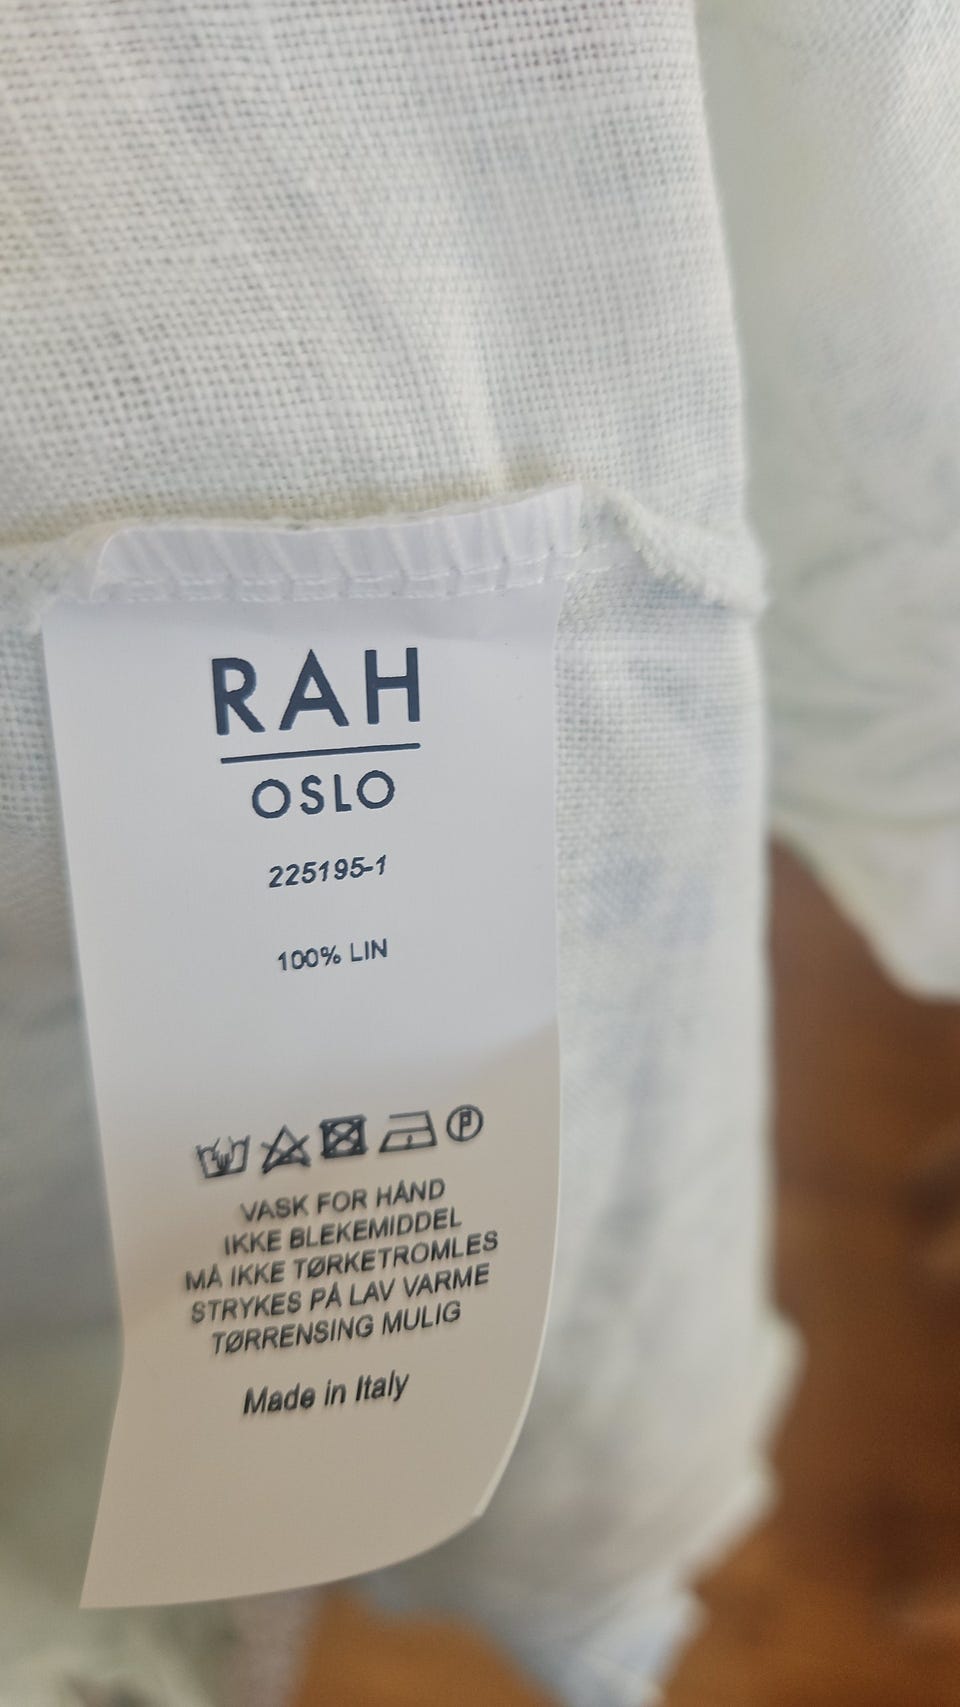 RAH
OSLO
225195-1
100% LIN
VASK FOR HÅND
IKKE BLEKEMIDDEL
MÅ IKKE TØRKETROMLES
STRYKES PÅ LAV VARME
TØRRENSING MULIG
Made in Italy